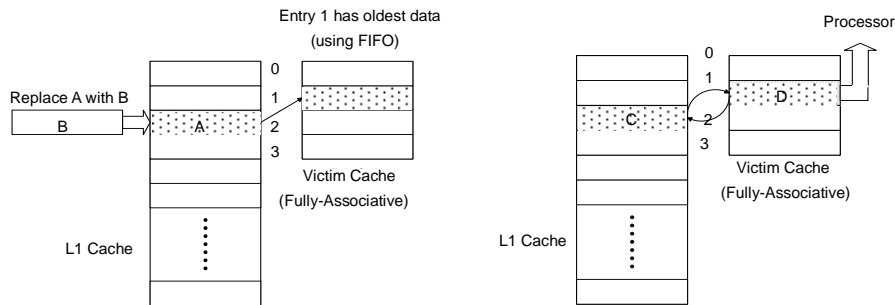 Entry 1 has oldest data
(using FIFO)
Replace A with B
B
A
0
1
2
3
Victim Cache
(Fully-Associative)
L1 Cache
Processor
0
1
2
3
C
D
Victim Cache
(Fully-Associative)
L1 Cache